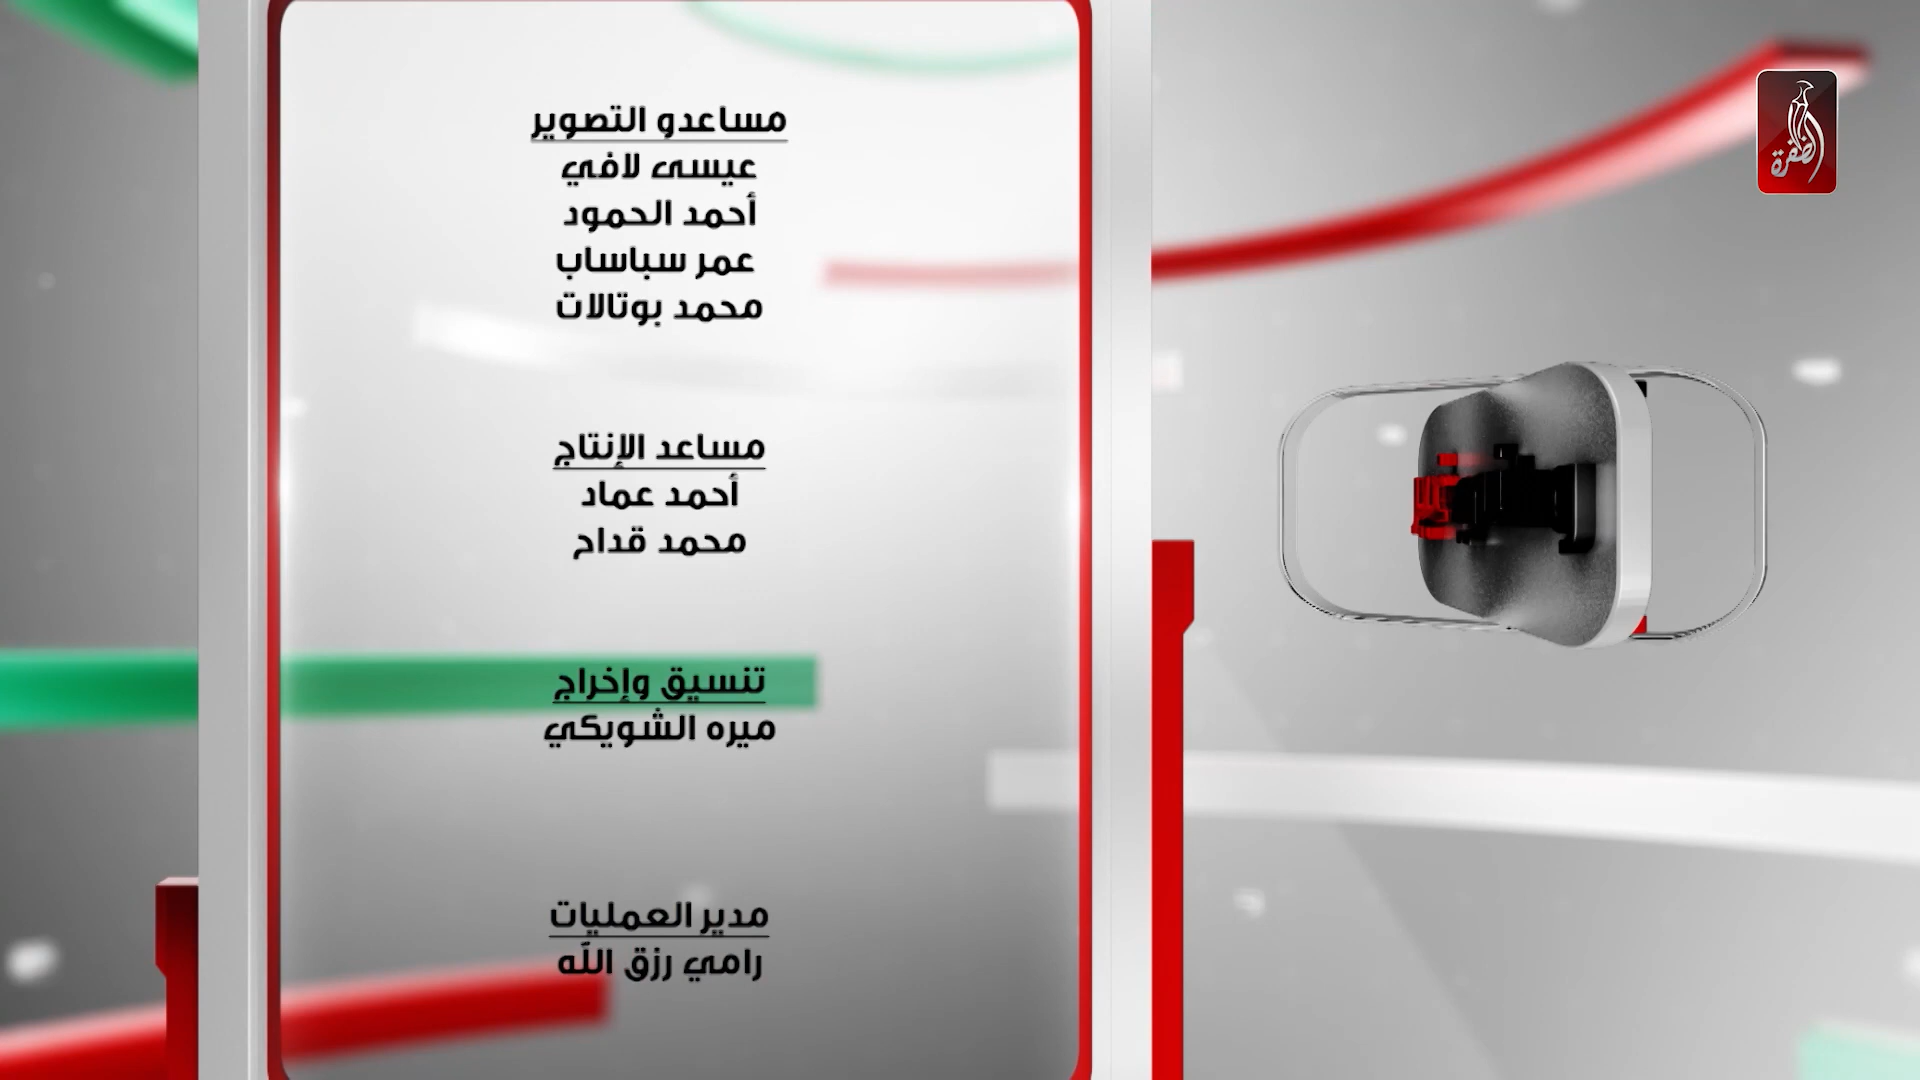 الظفرة
مساعدو التصوير
عيسى لافي
أحمد الحمود
عمر سباساب
محمد بوتالات
مساعد الإنتاج
أحمد عماد
محمد قداح
تنسيق وإخراج
ميره الشويكي
مدير العمليات
رامي رزق الله